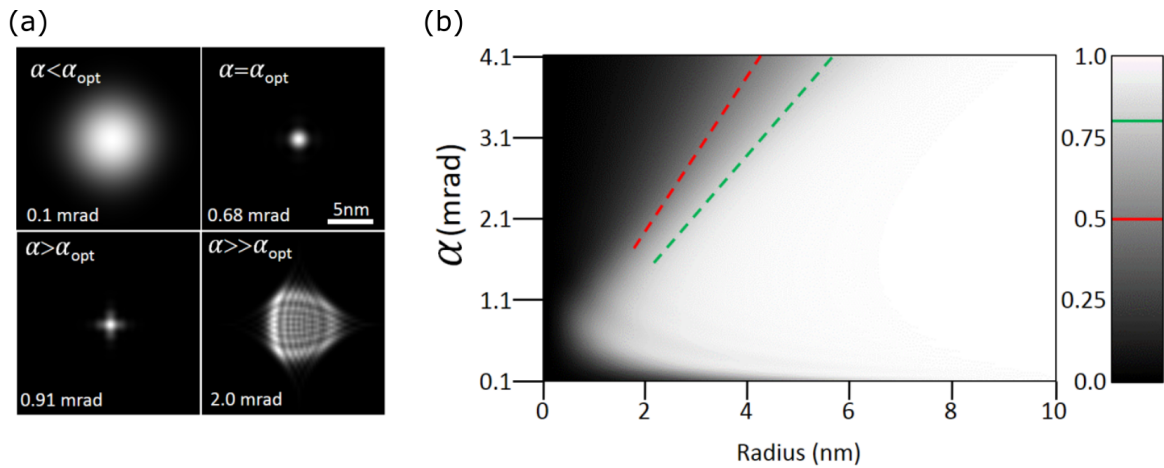 (a)
(b)
α<αopt
α=αopt
0.1 mrad
0.68 mrad
5nm
α>αopt
α>>αopt
0.91 mrad
2.0 mrad
α (mrad)
4.1
3.1
2.1
1.1
0.1
0
2
4
6
8
10
Radius (nm)
1.0
0.75
0.5
0.25
0.0